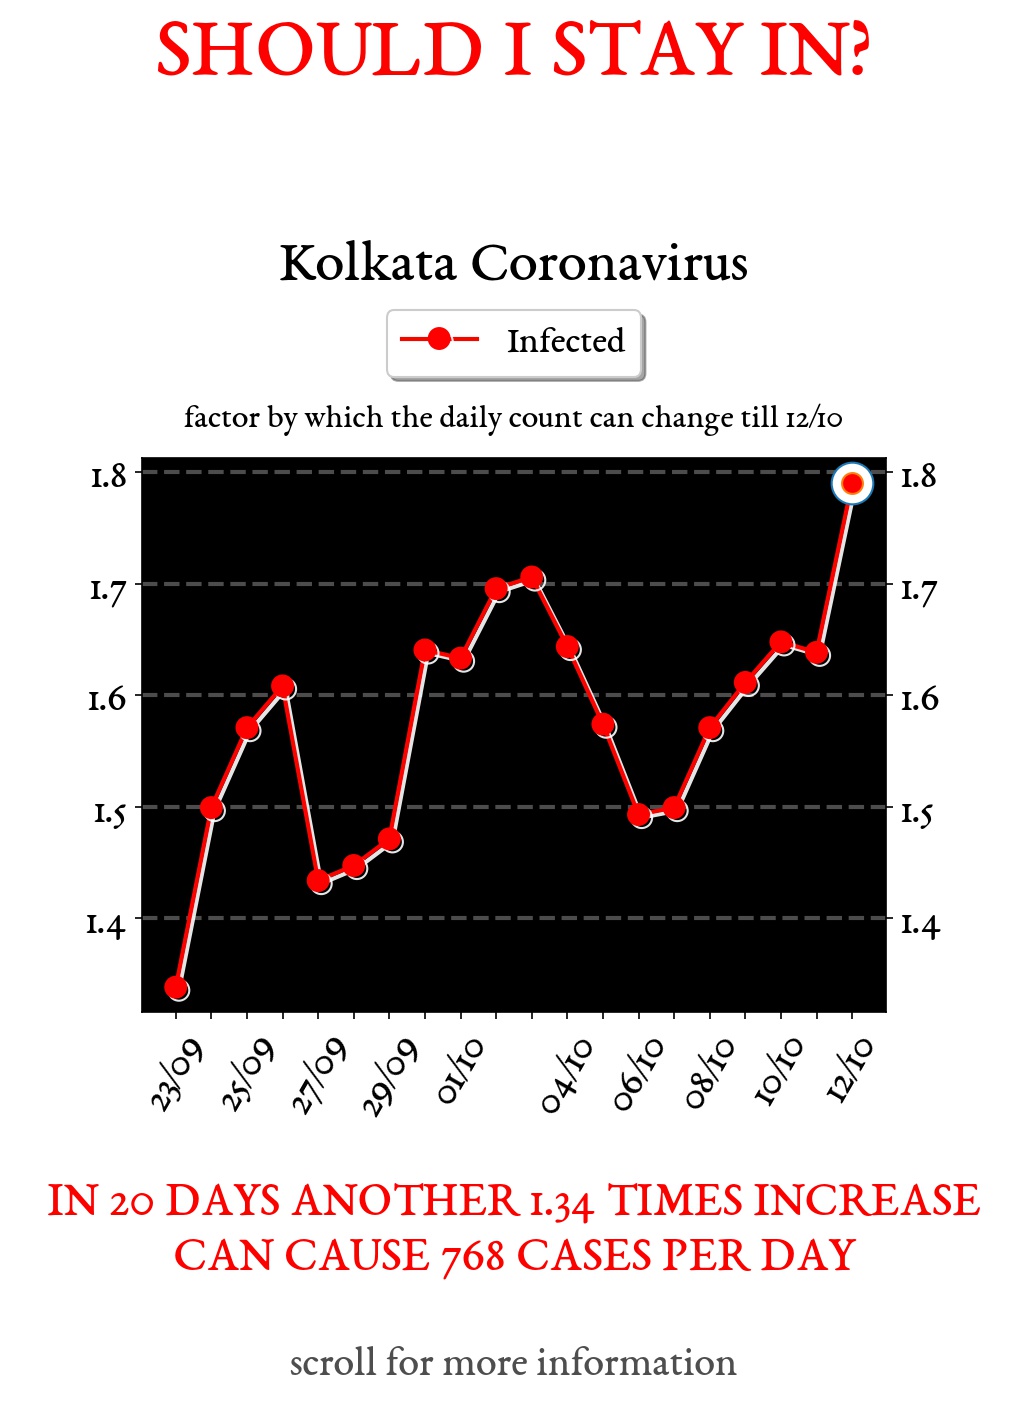 SHOULD I STAY IN?
Kolkata Coronavirus
Infected
factor by which the daily count can change till 12/10
1.8 1.8
1.7 1.7
1.6 1.6
1.5 1.5
1.4 1.4
23/09 25/09 27/09 29/09 01/10 04/10 06/10 08/10 10/10 12/10
IN 20 DAYS ANOTHER 1.34 TIMES INCREASE
CAN CAUSE 768 CASES PER DAY
scroll for more information